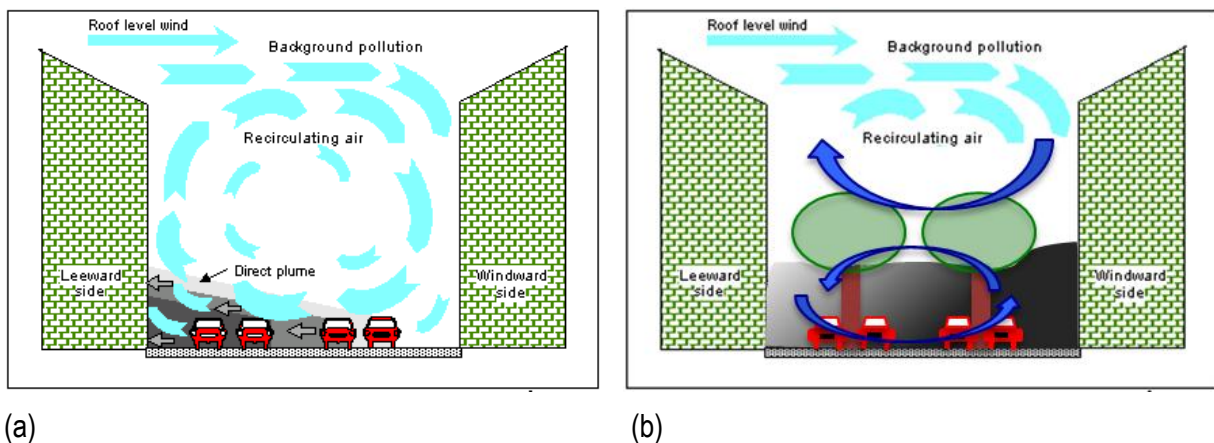 Roof level wind
Background pollution
Recirculating air
Direct plume
Leeward
side
Windward
side
(a)
Roof level wind
Background pollution
Recirculating air
Leeward
side
Windward
side
(b)